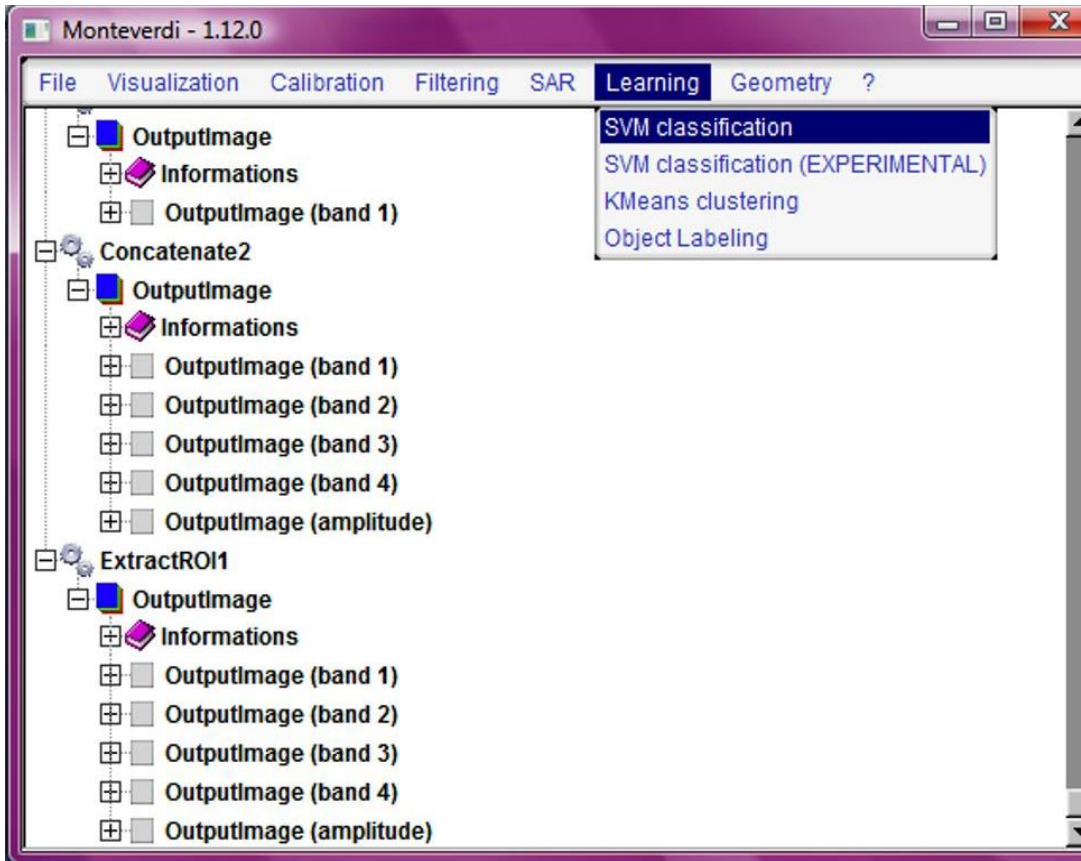 Monteverdi - 1.12.0
File Visualization Calibration Filtering SAR Learning Geometry ?
SVM classification
SVM classification (EXPERIMENTAL)
KMeans clustering
Object Labeling
OutputImage
Informations
OutputImage (band 1)
Concatenate2
OutputImage
Informations
OutputImage (band 1)
OutputImage (band 2)
OutputImage (band 3)
OutputImage (band 4)
OutputImage (amplitude)
ExtractROI1
OutputImage
Informations
OutputImage (band 1)
OutputImage (band 2)
OutputImage (band 3)
OutputImage (band 4)
OutputImage (amplitude)